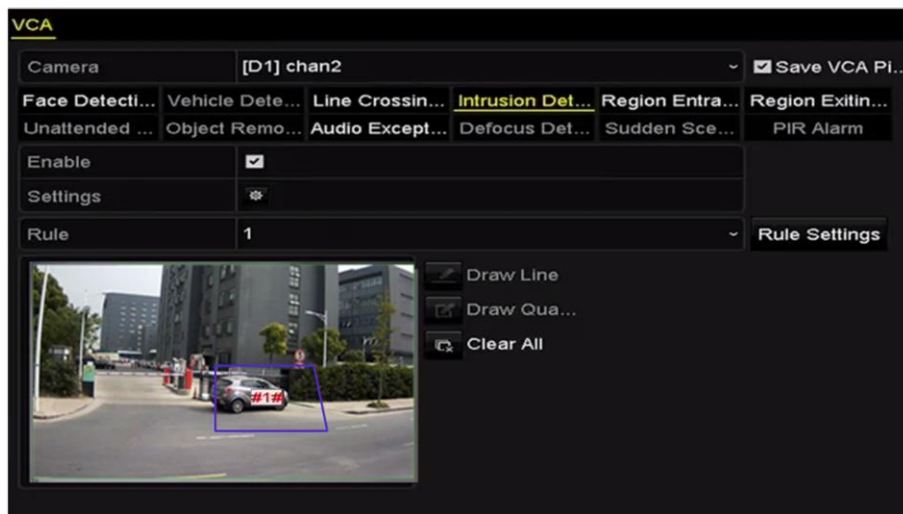 VCA
Camera [D1] chan2 Save VCA Pi...
Face Detecti... Vehicle Dete... Line Crossin... Intrusion Det... Region Entra... Region Exitin...
Unattended ... Object Remo... Audio Except... Defocus Det... Sudden Sce... PIR Alarm
Enable
Settings
Rule 1 Rule Settings
Draw Line
Draw Qua...
Clear All
#1#